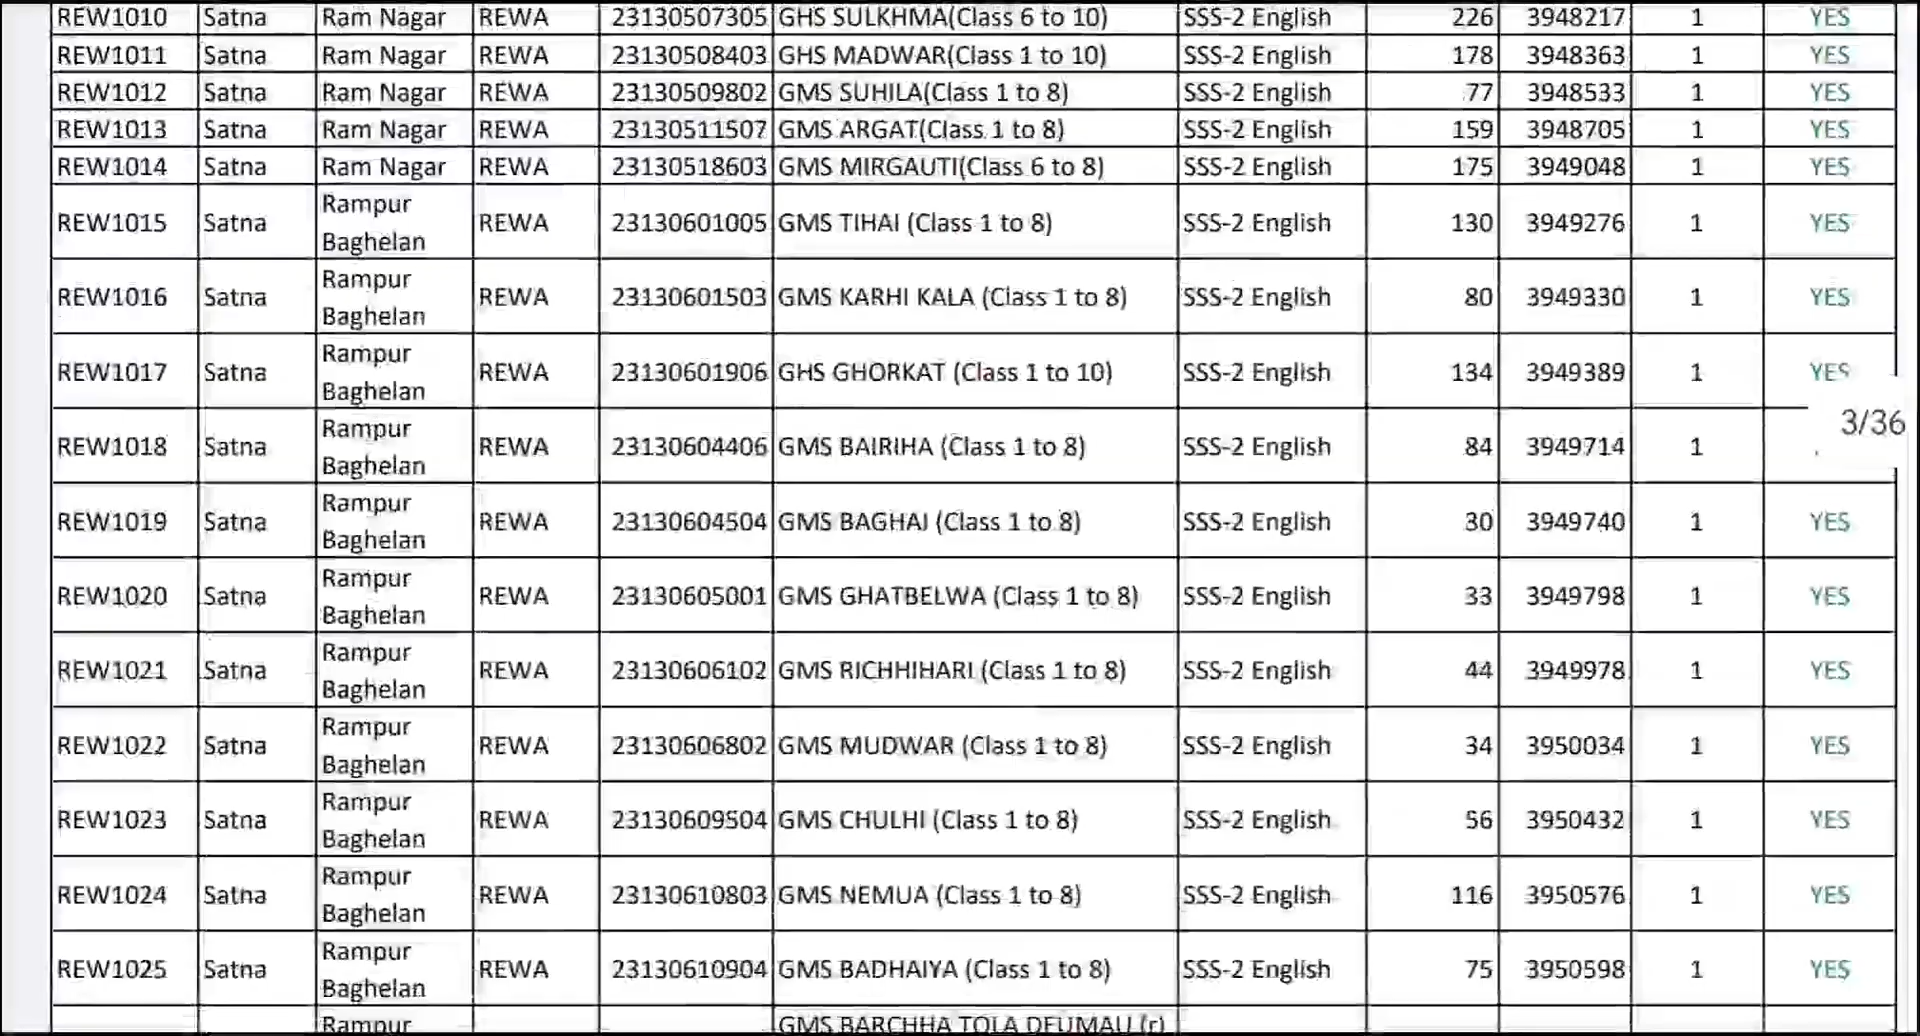 REW1010 Satna Ram Nagar REWA 23130507305 GHS SULKHMA(Class 6 to 10) SSS-2 English 226 3948217 1 YES
REW1011 Satna Ram Nagar REWA 23130508403 GHS MADWAR(Class 1 to 10) SSS-2 English 178 3948363 1 YES
REW1012 Satna Ram Nagar REWA 23130509802 GMS SUHILA(Class 1 to 8) SSS-2 English 77 3948533 1 YES
REW1013 Satna Ram Nagar REWA 23130511507 GMS ARGAT(Class 1 to 8) SSS-2 English 159 3948705 1 YES
REW1014 Satna Ram Nagar REWA 23130518603 GMS MIRGAUTI(Class 6 to 8) SSS-2 English 175 3949048 1 YES
REW1015 Satna Rampur Baghelan REWA 23130601005 GMS TIHAI (Class 1 to 8) SSS-2 English 130 3949276 1 YES
REW1016 Satna Rampur Baghelan REWA 23130601503 GMS KARHI KALA (Class 1 to 8) SSS-2 English 80 3949330 1 YES
REW1017 Satna Rampur Baghelan REWA 23130601906 GHS GHORKAT (Class 1 to 10) SSS-2 English 134 3949389 1 YES
3/36
REW1018 Satna Rampur Baghelan REWA 23130604406 GMS BAIRIHA (Class 1 to 8) SSS-2 English 84 3949714 1
REW1019 Satna Rampur Baghelan REWA 23130604504 GMS BAGHAI (Class 1 to 8) SSS-2 English 30 3949740 1 YES
REW1020 Satna Rampur Baghelan REWA 23130605001 GMS GHATBELWA (Class 1 to 8) SSS-2 English 33 3949798 1 YES
REW1021 Satna Rampur Baghelan REWA 23130606102 GMS RICHHIHARI (Class 1 to 8) SSS-2 English 44 3949978 1 YES
REW1022 Satna Rampur Baghelan REWA 23130606802 GMS MUDWAR (Class 1 to 8) SSS-2 English 34 3950034 1 YES
REW1023 Satna Rampur Baghelan REWA 23130609504 GMS CHULHI (Class 1 to 8) SSS-2 English 56 3950432 1 YES
REW1024 Satna Rampur Baghelan REWA 23130610803 GMS NEMUA (Class 1 to 8) SSS-2 English 116 3950576 1 YES
REW1025 Satna Rampur Baghelan REWA 23130610904 GMS BADHAIYA (Class 1 to 8) SSS-2 English 75 3950598 1 YES
Rampur GMS BARCHHA TOLA